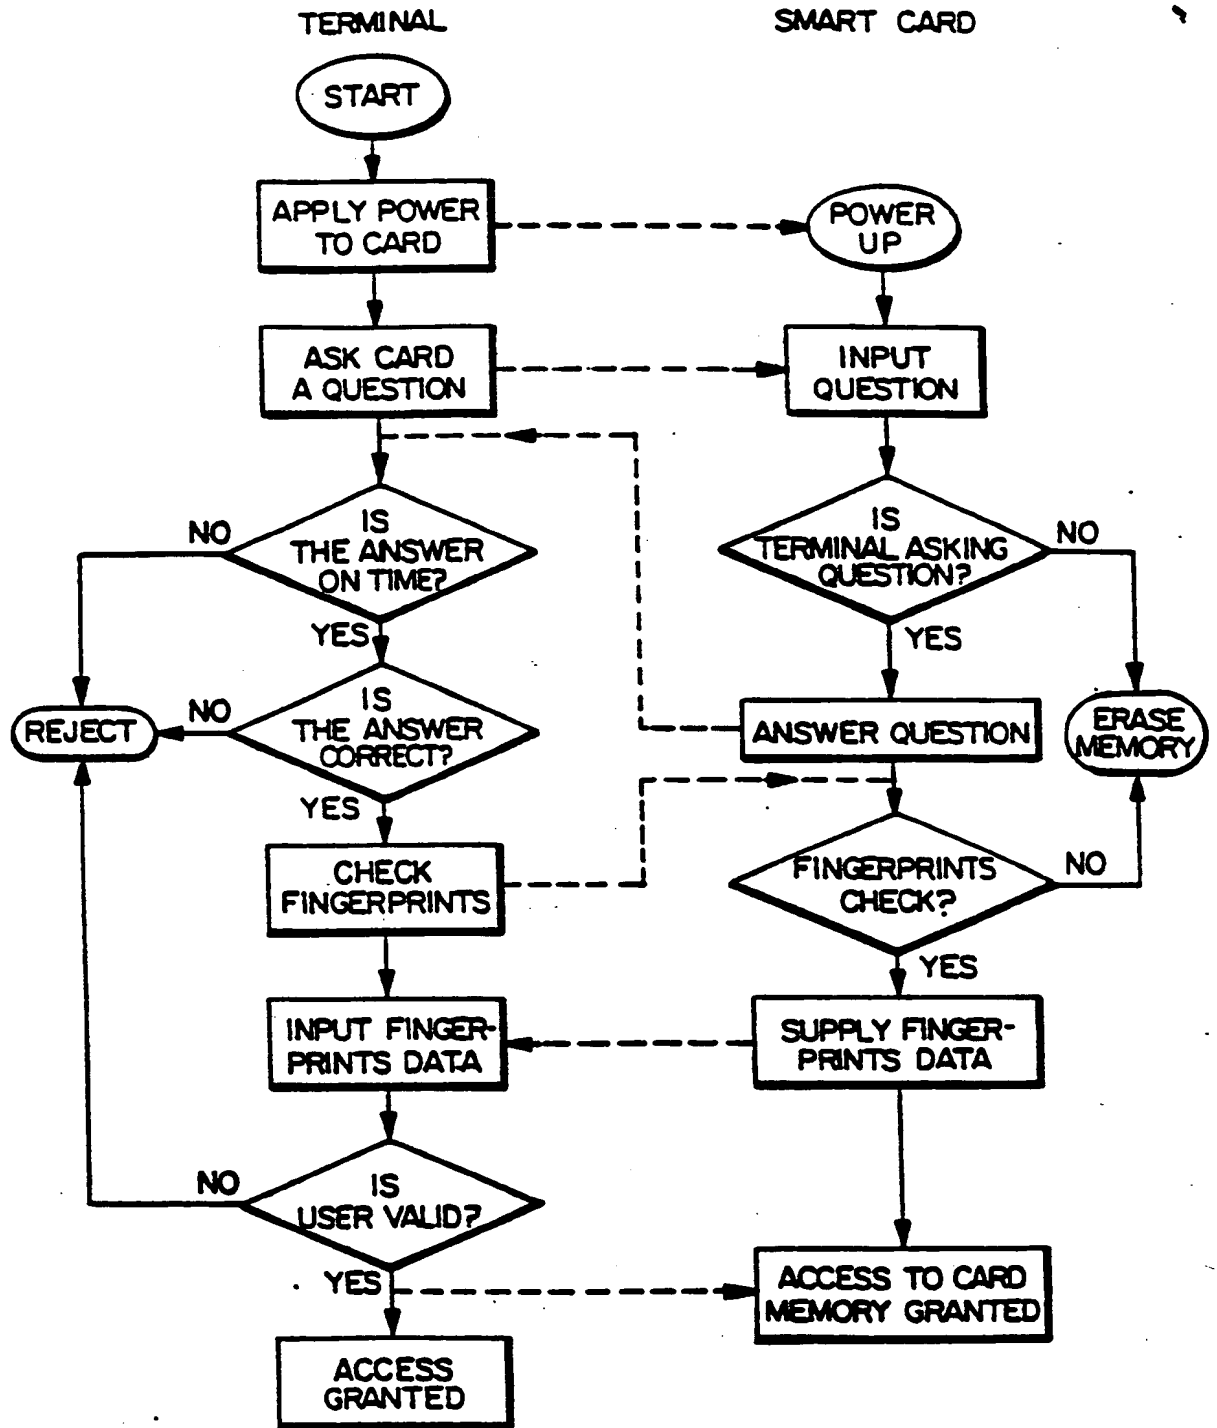 TERMINAL
SMART CARD
START
APPLY POWER
TO CARD
POWER
UP
ASK CARD
A QUESTION
INPUT
QUESTION
NO
IS
THE ANSWER
ON TIME?
YES
IS
TERMINAL ASKING
QUESTION?
NO
YES
REJECT
NO
IS
THE ANSWER
CORRECT?
YES
ANSWER QUESTION
ERASE
MEMORY
CHECK
FINGERPRINTS
FINGERPRINTS
CHECK?
NO
YES
INPUT FINGER-
PRINTS DATA
SUPPLY FINGER-
PRINTS DATA
NO
IS
USER VALID?
YES
ACCESS TO CARD
MEMORY GRANTED
ACCESS
GRANTED